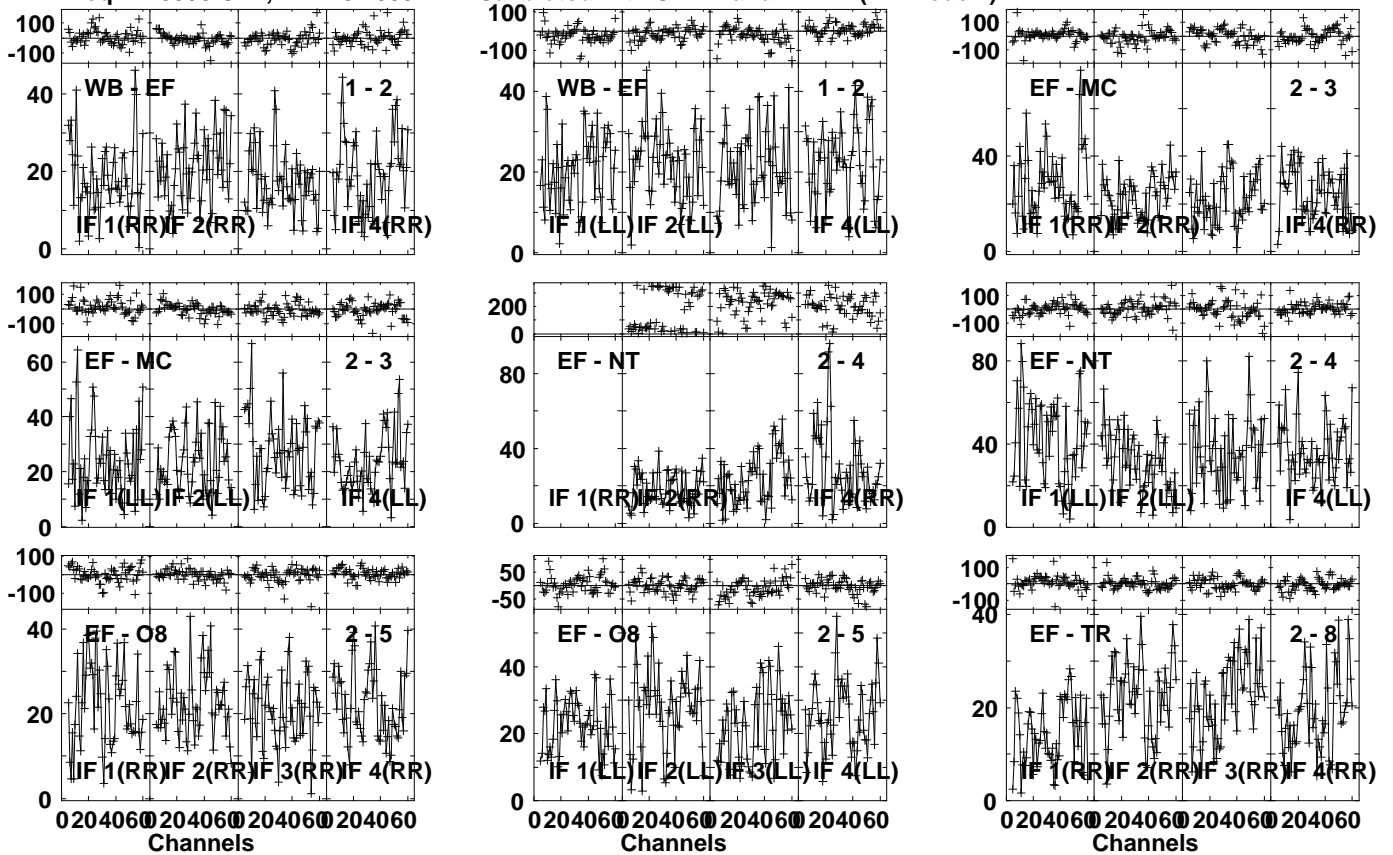 100
-100
WB - EF 1 - 2
40
20
0
IF 1(RR) IF 2(RR) IF 4(RR)
100
-100
WB - EF 1 - 2
40
20
0
IF 1(LL) IF 2(LL) IF 4(LL)
100
-100
EF - MC 2 - 3
40
0
IF 1(RR) IF 2(RR) IF 4(RR)
100
-100
EF - MC 2 - 3
60
40
20
0
IF 1(LL) IF 2(LL) IF 4(LL)
200
0
EF - NT 2 - 4
80
40
0
IF 1(RR) IF 2(RR) IF 4(RR)
100
-100
EF - NT 2 - 4
80
40
0
IF 1(LL) IF 2(LL) IF 4(LL)
100
-100
EF - O8 2 - 5
40
20
0
IF 1(RR) IF 2(RR) IF 3(RR) IF 4(RR)
0 20 40 60 0 20 40 60 0 20 40 60 0 20 40 60
Channels
50
-50
EF - O8 2 - 5
40
20
0
IF 1(LL) IF 2(LL) IF 3(LL) IF 4(LL)
0 20 40 60 0 20 40 60 0 20 40 60 0 20 40 60
Channels
100
-100
EF - TR 2 - 8
40
20
0
IF 1(RR) IF 2(RR) IF 3(RR) IF 4(RR)
0 20 40 60 0 20 40 60 0 20 40 60 0 20 40 60
Channels